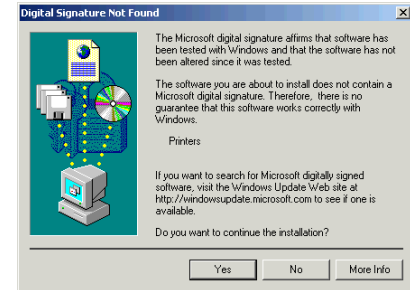 Digital Signature Not Found
The Microsoft digital signature affirms that software has
been tested with Windows and that the software has not
been altered since it was tested.
The software you are about to install does not contain a
Microsoft digital signature. Therefore, there is no
guarantee that this software works correctly with
Windows.
Printers
If you want to search for Microsoft digitally signed
software, visit the Windows Update Web site at
http://windowsupdate.microsoft.com to see if one is
available.
Do you want to continue the installation?
Yes No More Info